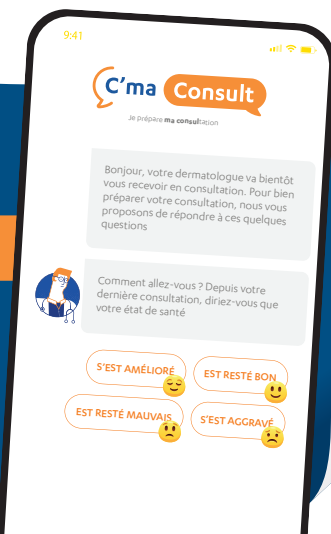 9:41
C'ma Consult
Je prépare ma consultation
Bonjour, votre dermatologue va bientôt
vous recevoir en consultation. Pour bien
préparer votre consultation, nous vous
proposons de répondre à ces quelques
questions
Comment allez-vous ? Depuis votre
dernière consultation, diriez-vous que
votre état de santé
S'EST AMÉLIORÉ
EST RESTÉ BON
EST RESTÉ MAUVAIS
S'EST AGGRAVÉ